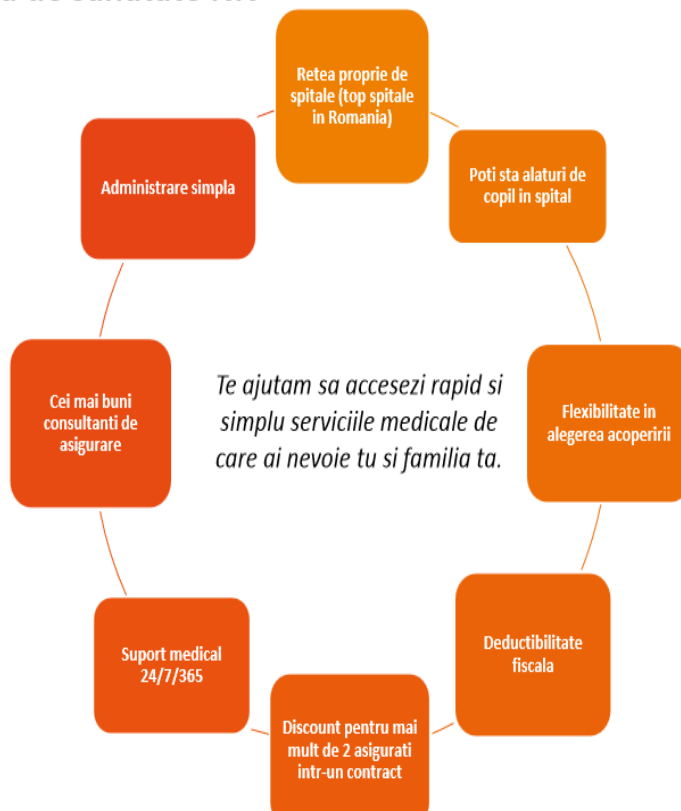 Retea proprie de
spitale (top spitale
in Romania)
Poti sta alaturi de
copil in spital
Flexibilitate in
alegerea acoperirii
Deductibilitate
fiscala
Discount pentru mai
mult de 2 asigurati
intr-un contract
Suport medical
24/7/365
Cei mai buni
consultanti de
asigurare
Administrare simpla
Te ajutam sa accesezi rapid si
simplu serviciile medicale de
care ai nevoie tu si familia ta.